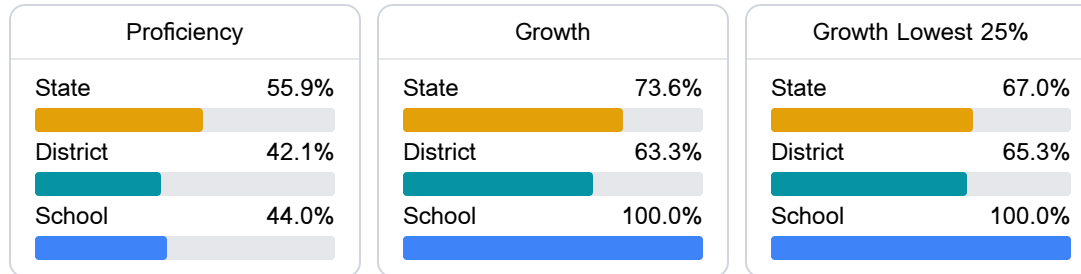 Proficiency
State 55.9%
District 42.1%
School 44.0%
Growth
State 73.6%
District 63.3%
School 100.0%
Growth Lowest 25%
State 67.0%
District 65.3%
School 100.0%